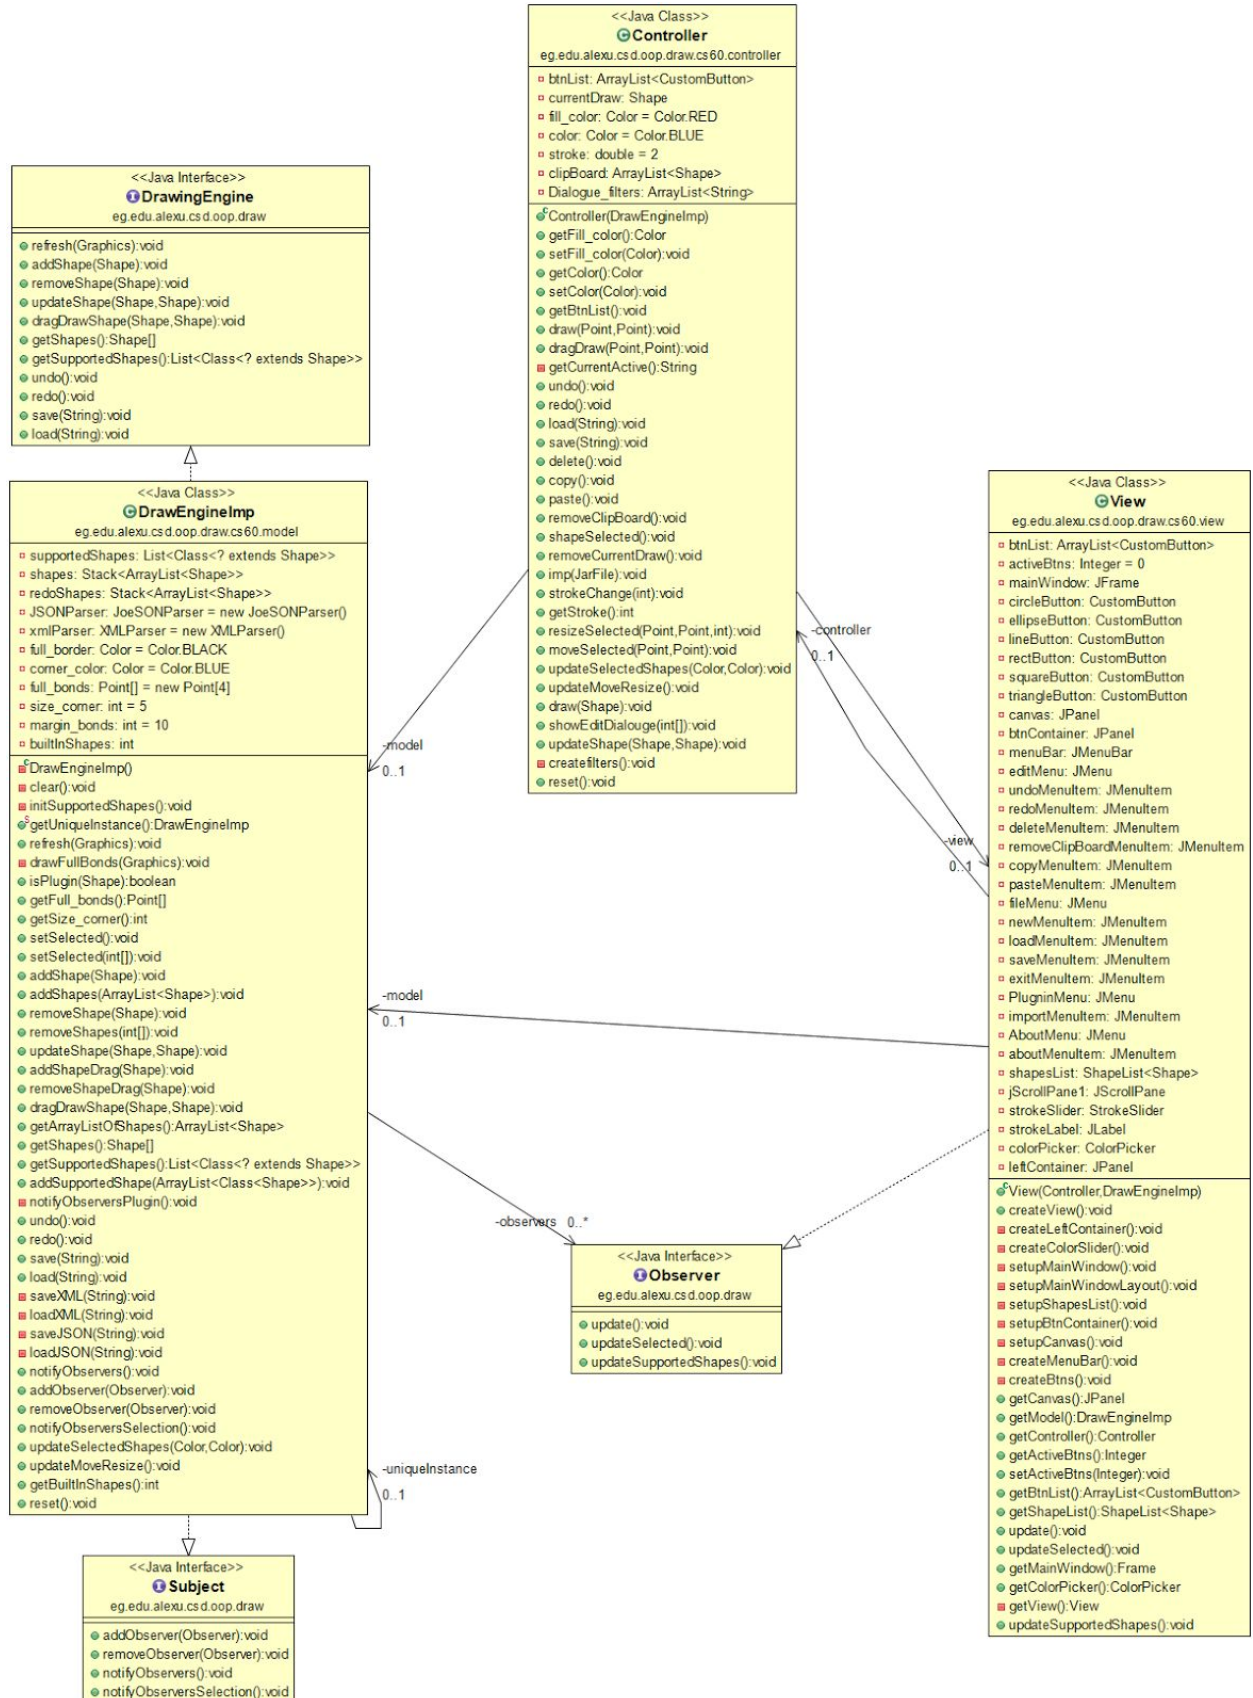 <<Java Class>>
Controller
eg.edu.alexu.csd.oop.draw.cs60.controller
btnList: ArrayList<CustomButton>
currentDraw: Shape
fill_color: Color = Color.RED
color: Color = Color.BLUE
stroke: double = 2
clipBoard: ArrayList<Shape>
Dialogue_filters: ArrayList<String>
Controller(DrawEngineImp)
getFill_color():Color
setFill_color(Color):void
getColor():Color
setColor(Color):void
getBtnList():void
draw(Point,Point):void
dragDraw(Point,Point):void
getCurrentActive():String
undo():void
redo():void
load(String):void
save(String):void
delete():void
copy():void
paste():void
removeClipBoard():void
shapeSelected():void
removeCurrentDraw():void
imp(JarFile):void
strokeChange(int):void
getStroke():int
resizeSelected(Point,Point,int):void
moveSelected(Point,Point):void
updateSelectedShapes(Color,Color):void
updateMoveResize():void
draw(Shape):void
showEditDialouge(int[]):void
updateShape(Shape,Shape):void
createfilters():void
reset():void
<<Java Interface>>
DrawingEngine
eg.edu.alexu.csd.oop.draw
refresh(Graphics):void
addShape(Shape):void
removeShape(Shape):void
updateShape(Shape,Shape):void
dragDrawShape(Shape,Shape):void
getShapes():Shape[]
getSupportedShapes():List<Class<? extends Shape>>
undo():void
redo():void
save(String):void
load(String):void
<<Java Class>>
DrawEngineImp
eg.edu.alexu.csd.oop.draw.cs60.model
supportedShapes: List<Class<? extends Shape>>
shapes: Stack<ArrayList<Shape>>
redoShapes: Stack<ArrayList<Shape>>
JSONParser: JoeSONParser = new JoeSONParser()
xmlParser: XMLParser = new XMLParser()
full_border: Color = Color.BLACK
corner_color: Color = Color.BLUE
full_bonds: Point[] = new Point[4]
size_corner: int = 5
margin_bonds: int = 10
builtInShapes: int
DrawEngineImp()
clear():void
initSupportedShapes():void
getUniqueInstance():DrawEngineImp
refresh(Graphics):void
drawFullBonds(Graphics):void
isPlugin(Shape):boolean
getFull_bonds():Point[]
getSize_corner():int
setSelected():void
setSelected(int[]):void
addShape(Shape):void
addShapes(ArrayList<Shape>):void
removeShape(Shape):void
removeShapes(int[]):void
updateShape(Shape,Shape):void
addShapeDrag(Shape):void
removeShapeDrag(Shape):void
dragDrawShape(Shape,Shape):void
getArrayListOfShapes():ArrayList<Shape>
getShapes():Shape[]
getSupportedShapes():List<Class<? extends Shape>>
addSupportedShape(ArrayList<Class<Shape>>):void
notifyObserversPlugin():void
undo():void
redo():void
save(String):void
load(String):void
saveXML(String):void
loadXML(String):void
saveJSON(String):void
loadJSON(String):void
notifyObservers():void
addObserver(Observer):void
removeObserver(Observer):void
notifyObserversSelection():void
updateSelectedShapes(Color,Color):void
updateMoveResize():void
getBuiltInShapes():int
reset():void
-model
0..1
-controller
0..1
-view
0..1
-model
0..1
-observers 0..*
-uniqueInstance
0..1
<<Java Class>>
View
eg.edu.alexu.csd.oop.draw.cs60.view
btnList: ArrayList<CustomButton>
activeBtns: Integer = 0
mainWindow: JFrame
circleButton: CustomButton
ellipseButton: CustomButton
lineButton: CustomButton
rectButton: CustomButton
squareButton: CustomButton
triangleButton: CustomButton
canvas: JPanel
btnContainer: JPanel
menuBar: JMenuBar
editMenu: JMenu
undoMenuItem: JMenuItem
redoMenuItem: JMenuItem
deleteMenuItem: JMenuItem
removeClipBoardMenuItem: JMenuItem
copyMenuItem: JMenuItem
pasteMenuItem: JMenuItem
fileMenu: JMenu
newMenuItem: JMenuItem
loadMenuItem: JMenuItem
saveMenuItem: JMenuItem
exitMenuItem: JMenuItem
PlugninMenu: JMenu
importMenuItem: JMenuItem
AboutMenu: JMenu
aboutMenuItem: JMenuItem
shapesList: ShapeList<Shape>
jScrollPane1: JScrollPane
strokeSlider: StrokeSlider
strokeLabel: JLabel
colorPicker: ColorPicker
leftContainer: JPanel
View(Controller,DrawEngineImp)
createView():void
createLeftContainer():void
createColorSlider():void
setupMainWindow():void
setupMainWindowLayout():void
setupShapesList():void
setupBtnContainer():void
setupCanvas():void
createMenuBar():void
createBtns():void
getCanvas():JPanel
getModel():DrawEngineImp
getController():Controller
getActiveBtns():Integer
setActiveBtns(Integer):void
getBtnList():ArrayList<CustomButton>
getShapeList():ShapeList<Shape>
update():void
updateSelected():void
getMainWindow():Frame
getColorPicker():ColorPicker
getView():View
updateSupportedShapes():void
<<Java Interface>>
Observer
eg.edu.alexu.csd.oop.draw
update():void
updateSelected():void
updateSupportedShapes():void
<<Java Interface>>
Subject
eg.edu.alexu.csd.oop.draw
addObserver(Observer):void
removeObserver(Observer):void
notifyObservers():void
notifyObserversSelection():void